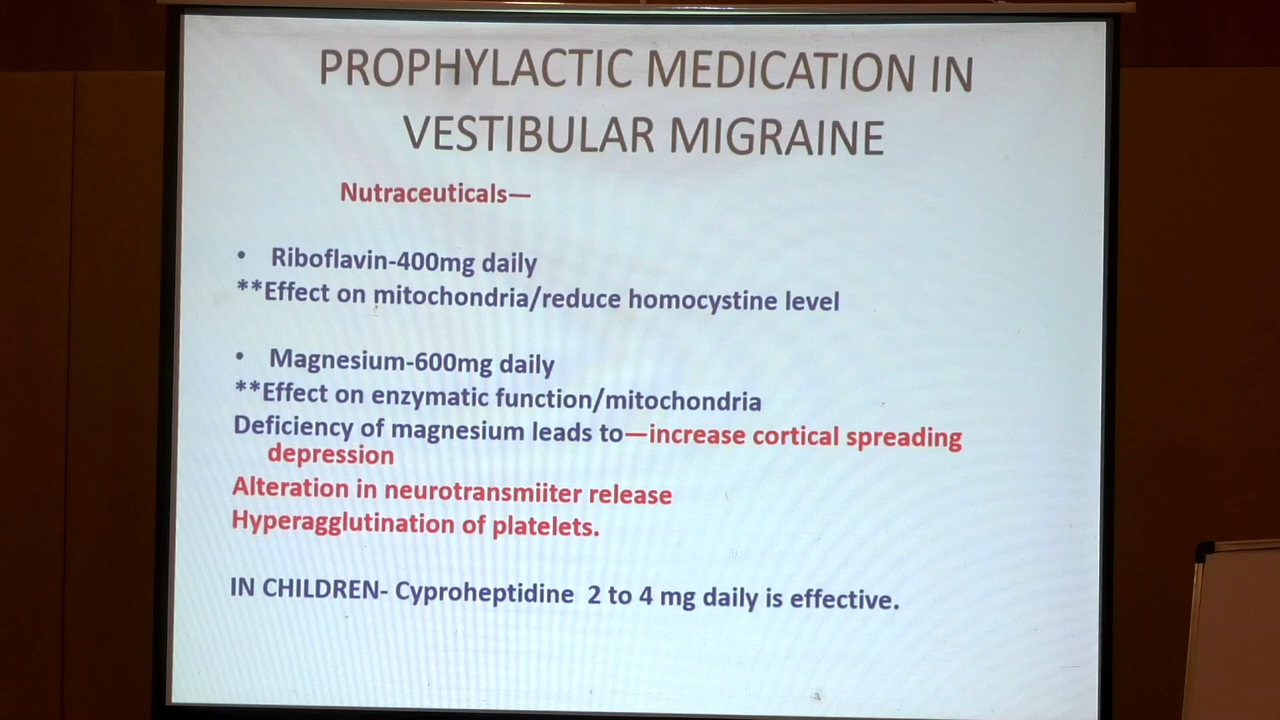 PROPHYLACTIC MEDICATION IN
VESTIBULAR MIGRAINE
Nutraceuticals—
• Riboflavin-400mg daily
**Effect on mitochondria/reduce homocystine level
• Magnesium-600mg daily
**Effect on enzymatic function/mitochondria
Deficiency of magnesium leads to—increase cortical spreading
depression
Alteration in neurotransmiiter release
Hyperagglutination of platelets.
IN CHILDREN- Cyproheptidine 2 to 4 mg daily is effective.